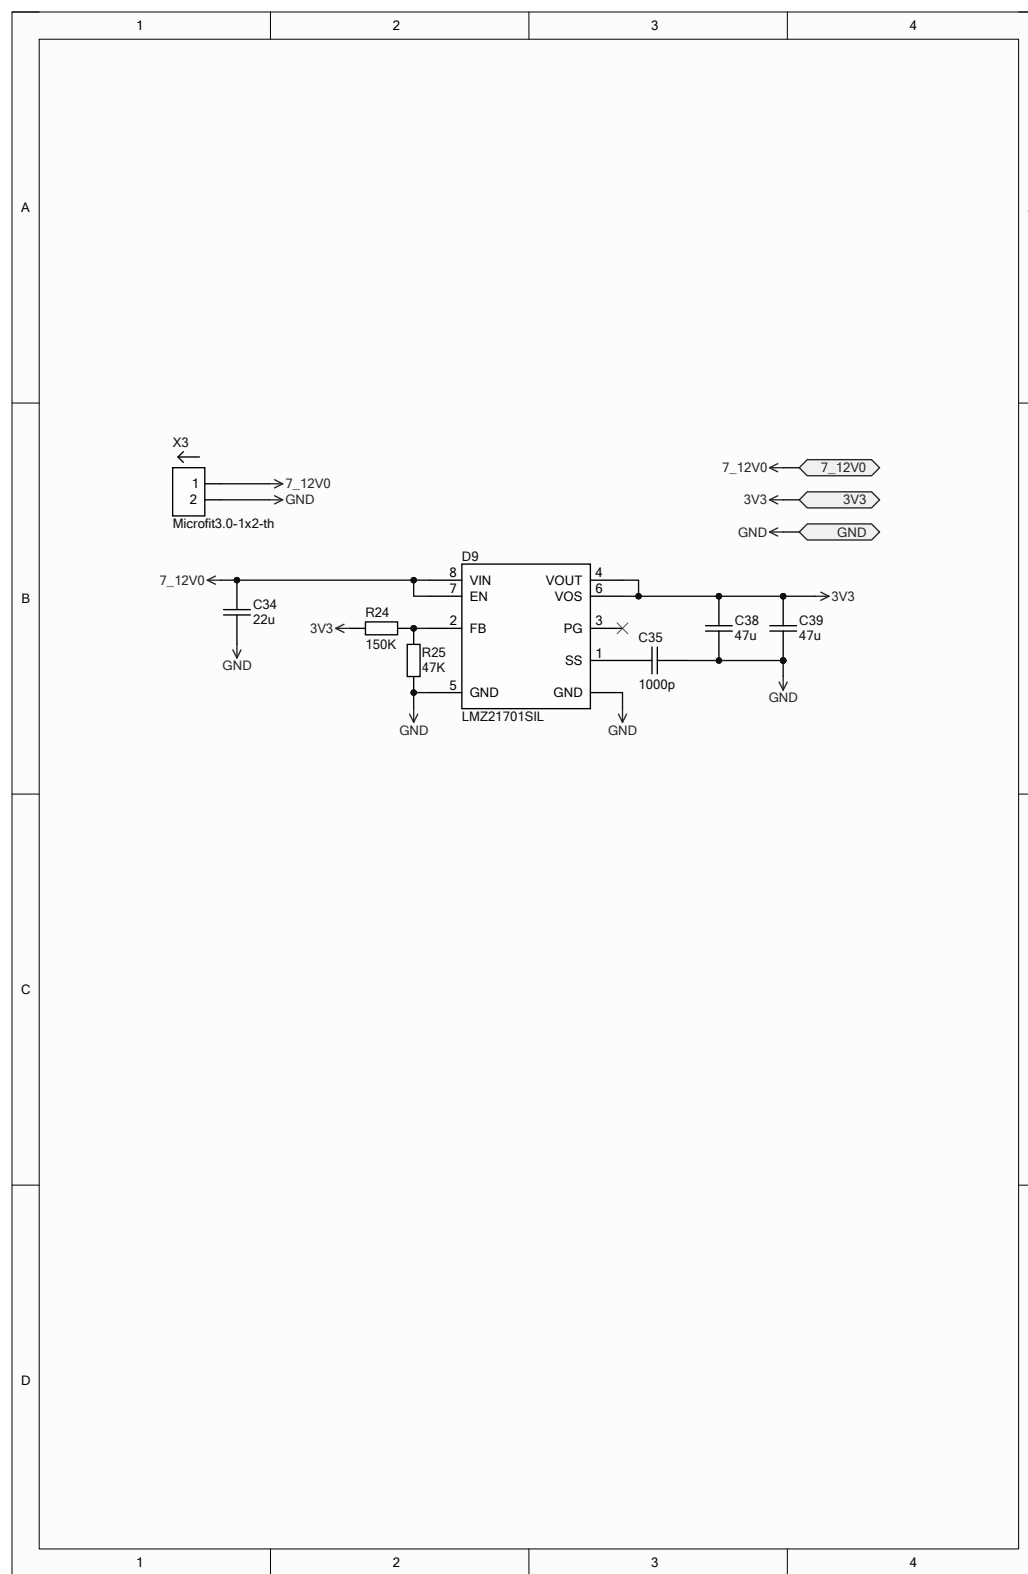 1 2 3 4
A
X3
1 7_12V0
2 GND
Microfit3.0-1x2-th
7_12V0 7_12V0
3V3 3V3
GND GND
D9
7_12V0 8 VIN VOUT 4
7 EN VOS 6 3V3
B
C34
22u
GND
R24
3V3 150K 2 FB PG 3
R25
47K
C38
47u
C39
47u
C35
SS 1
1000p
5 GND GND
GND
LMZ21701SIL
GND
GND
C
D
1 2 3 4